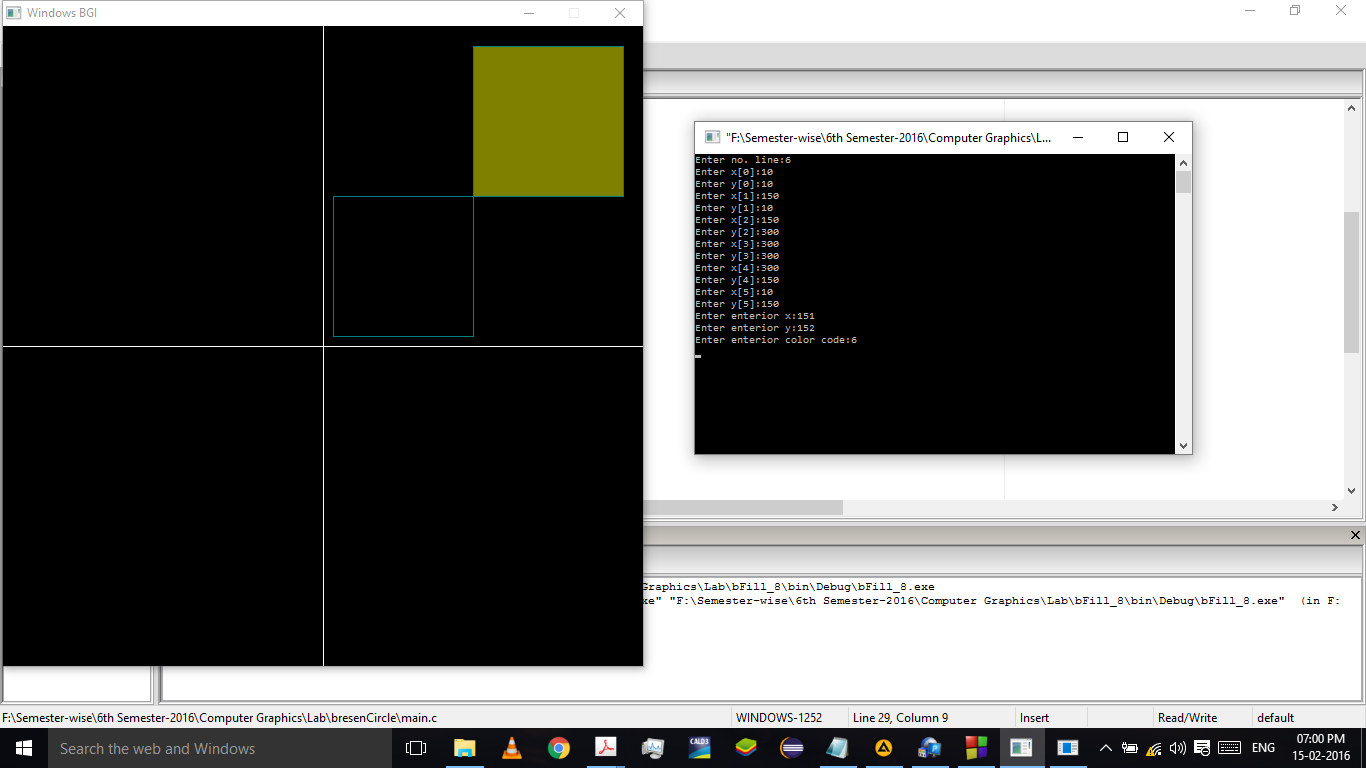 Windows BGI
"F:\Semester-wise\6th Semester-2016\Computer Graphics\L...
Enter no. line:6
Enter x[0]:10
Enter y[0]:10
Enter x[1]:150
Enter y[1]:10
Enter x[2]:150
Enter y[2]:300
Enter x[3]:300
Enter y[3]:300
Enter x[4]:300
Enter y[4]:150
Enter x[5]:10
Enter y[5]:150
Enter enterior x:151
Enter enterior y:152
Enter enterior color code:6
Graphics\Lab\bFill_8\bin\Debug\bFill_8.exe
xe" "F:\Semester-wise\6th Semester-2016\Computer Graphics\Lab\bFill_8\bin\Debug\bFill_8.exe" (in F:
F:\Semester-wise\6th Semester-2016\Computer Graphics\Lab\bresenCircle\main.c WINDOWS-1252 Line 29, Column 9 Insert Read/Write default
Search the web and Windows
CALD3
ENG
07:00 PM
15-02-2016